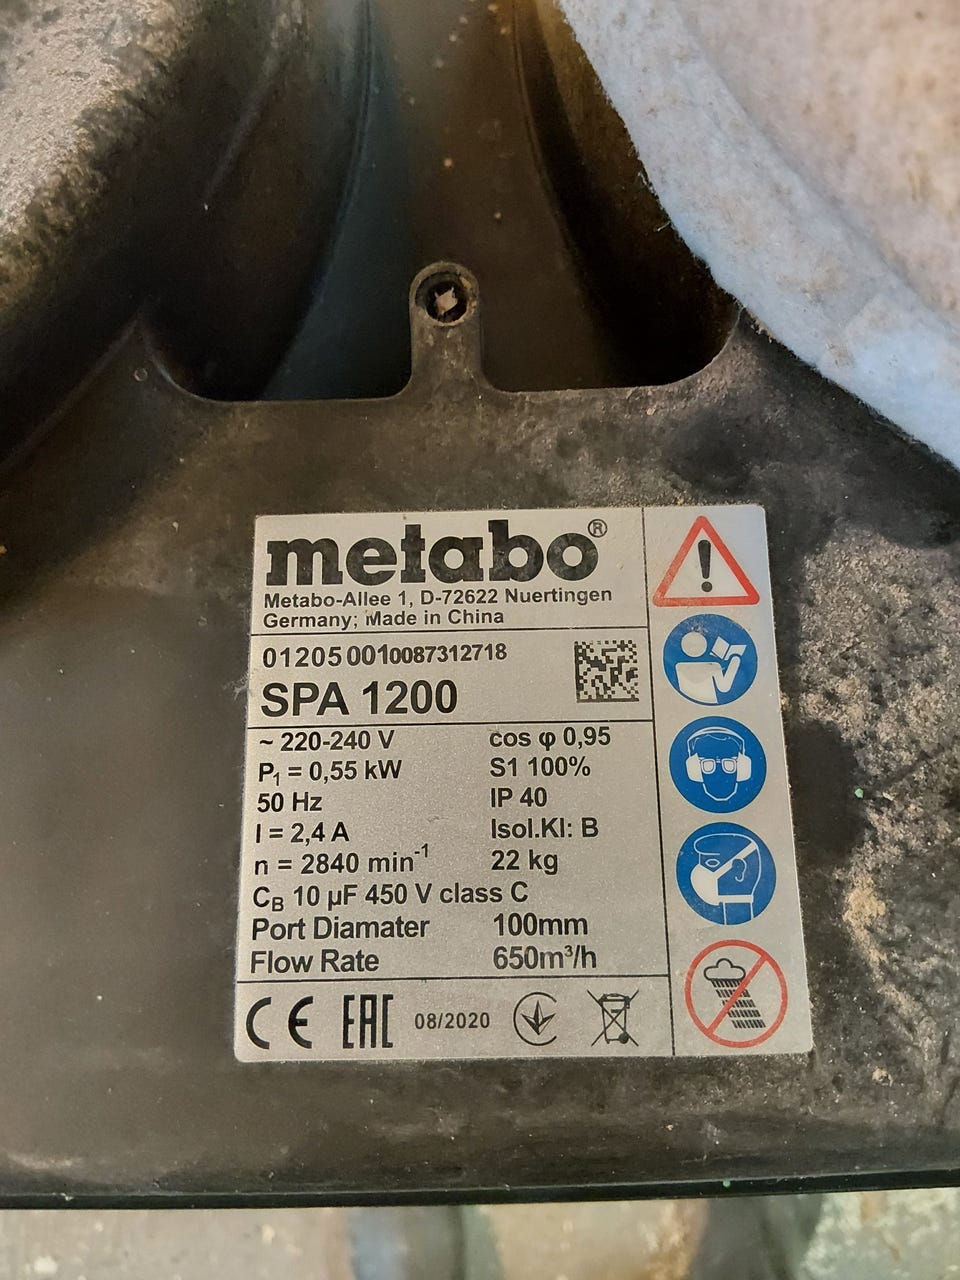 metabo®
Metabo-Allee 1, D-72622 Nuertingen
Germany; Made in China
01205 0010087312718
SPA 1200
~ 220-240 V cos φ 0,95
P₁ = 0,55 kW S1 100%
50 Hz IP 40
I = 2,4 A Isol.Kl: B
n = 2840 min⁻¹ 22 kg
C_B 10 µF 450 V class C
Port Diamater 100mm
Flow Rate 650m³/h
CE EAC 08/2020